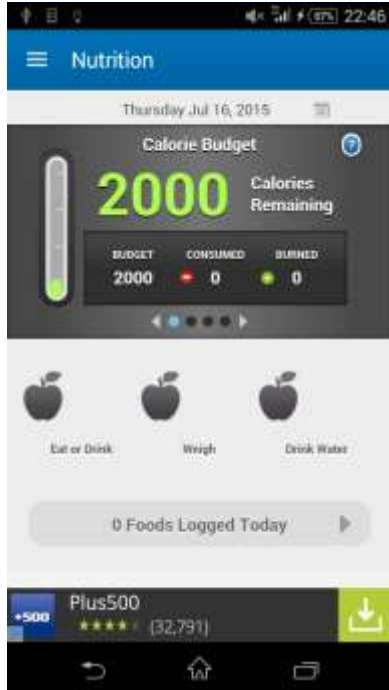 97% 22:46
Nutrition
Thursday Jul 16, 2015
Calorie Budget ?
2000 Calories
Remaining
BUDGET CONSUMED BURNED
2000 0 0
Eat or Drink Weigh Drink Water
0 Foods Logged Today
+500 Plus500
(32,791)